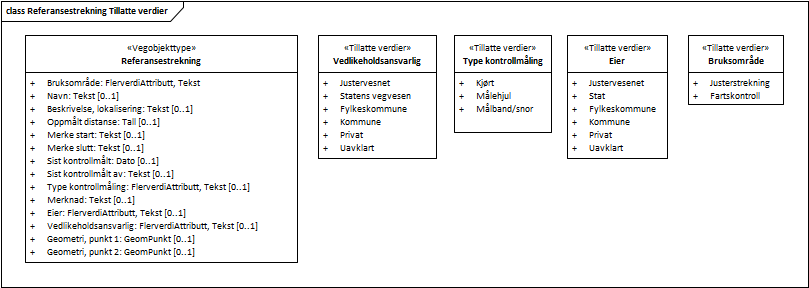 class Referansestrekning Tillatte verdier
«Vegobjekttype»
Referansestrekning
+ Bruksområde: FlerverdiAttributt, Tekst
+ Navn: Tekst [0..1]
+ Beskrivelse, lokalisering: Tekst [0..1]
+ Oppmålt distanse: Tall [0..1]
+ Merke start: Tekst [0..1]
+ Merke slutt: Tekst [0..1]
+ Sist kontrollmålt: Dato [0..1]
+ Sist kontrollmålt av: Tekst [0..1]
+ Type kontrollmåling: FlerverdiAttributt, Tekst [0..1]
+ Merknad: Tekst [0..1]
+ Eier: FlerverdiAttributt, Tekst [0..1]
+ Vedlikeholdsansvarlig: FlerverdiAttributt, Tekst [0..1]
+ Geometri, punkt 1: GeomPunkt [0..1]
+ Geometri, punkt 2: GeomPunkt [0..1]
«Tillatte verdier»
Vedlikeholdsansvarlig
+ Justervesnet
+ Statens vegvesen
+ Fylkeskommune
+ Kommune
+ Privat
+ Uavklart
«Tillatte verdier»
Type kontrollmåling
+ Kjørt
+ Målehjul
+ Målbånd/snor
«Tillatte verdier»
Eier
+ Justervesenet
+ Stat
+ Fylkeskommune
+ Kommune
+ Privat
+ Uavklart
«Tillatte verdier»
Bruksområde
+ Justerstrekning
+ Fartskontroll